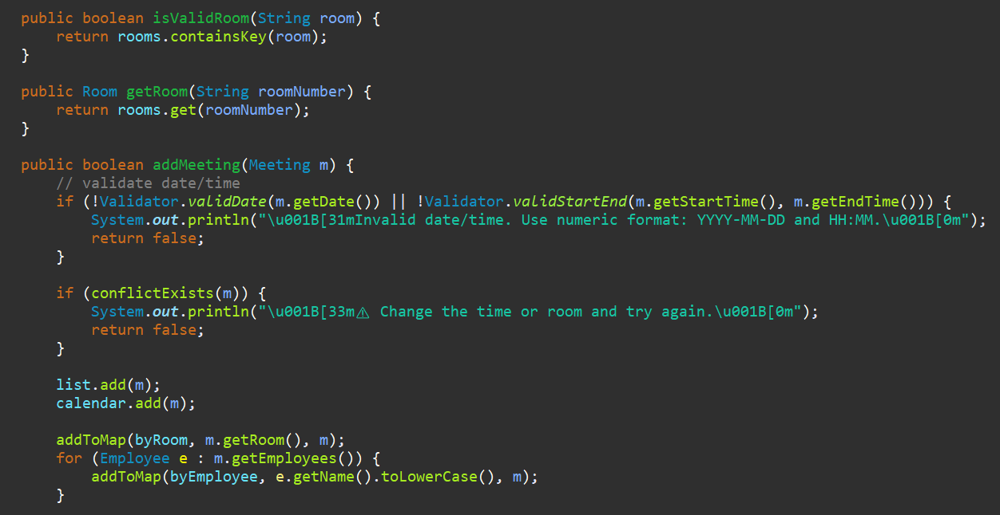 public boolean isValidRoom(String room) {
    return rooms.containsKey(room);
}

public Room getRoom(String roomNumber) {
    return rooms.get(roomNumber);
}

public boolean addMeeting(Meeting m) {
    // validate date/time
    if (!Validator.validDate(m.getDate()) || !Validator.validStartEnd(m.getStartTime(), m.getEndTime())) {
        System.out.println("\u001B[31mInvalid date/time. Use numeric format: YYYY-MM-DD and HH:MM.\u001B[0m");
        return false;
    }

    if (conflictExists(m)) {
        System.out.println("\u001B[33m⚠ Change the time or room and try again.\u001B[0m");
        return false;
    }

    list.add(m);
    calendar.add(m);

    addToMap(byRoom, m.getRoom(), m);
    for (Employee e : m.getEmployees()) {
        addToMap(byEmployee, e.getName().toLowerCase(), m);
    }